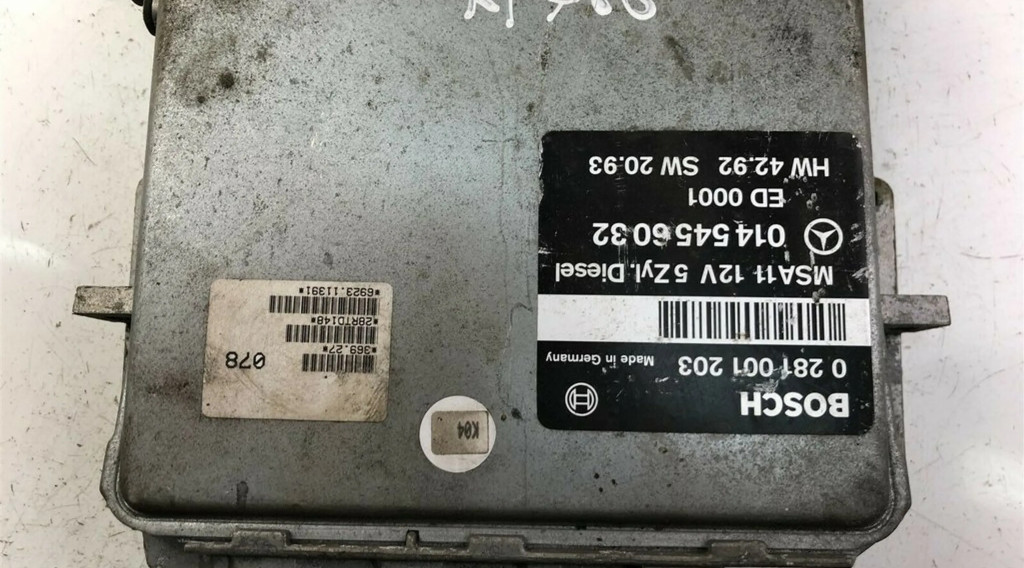 BOSCH
0 281 001 203 Made in Germany
MSA11 12V 5Zyl.Diesel
014 545 60 32
ED 0001
HW 42.92 SW 20.93
K04
078
*369.27*
*28RTD148*
*6923.11391*